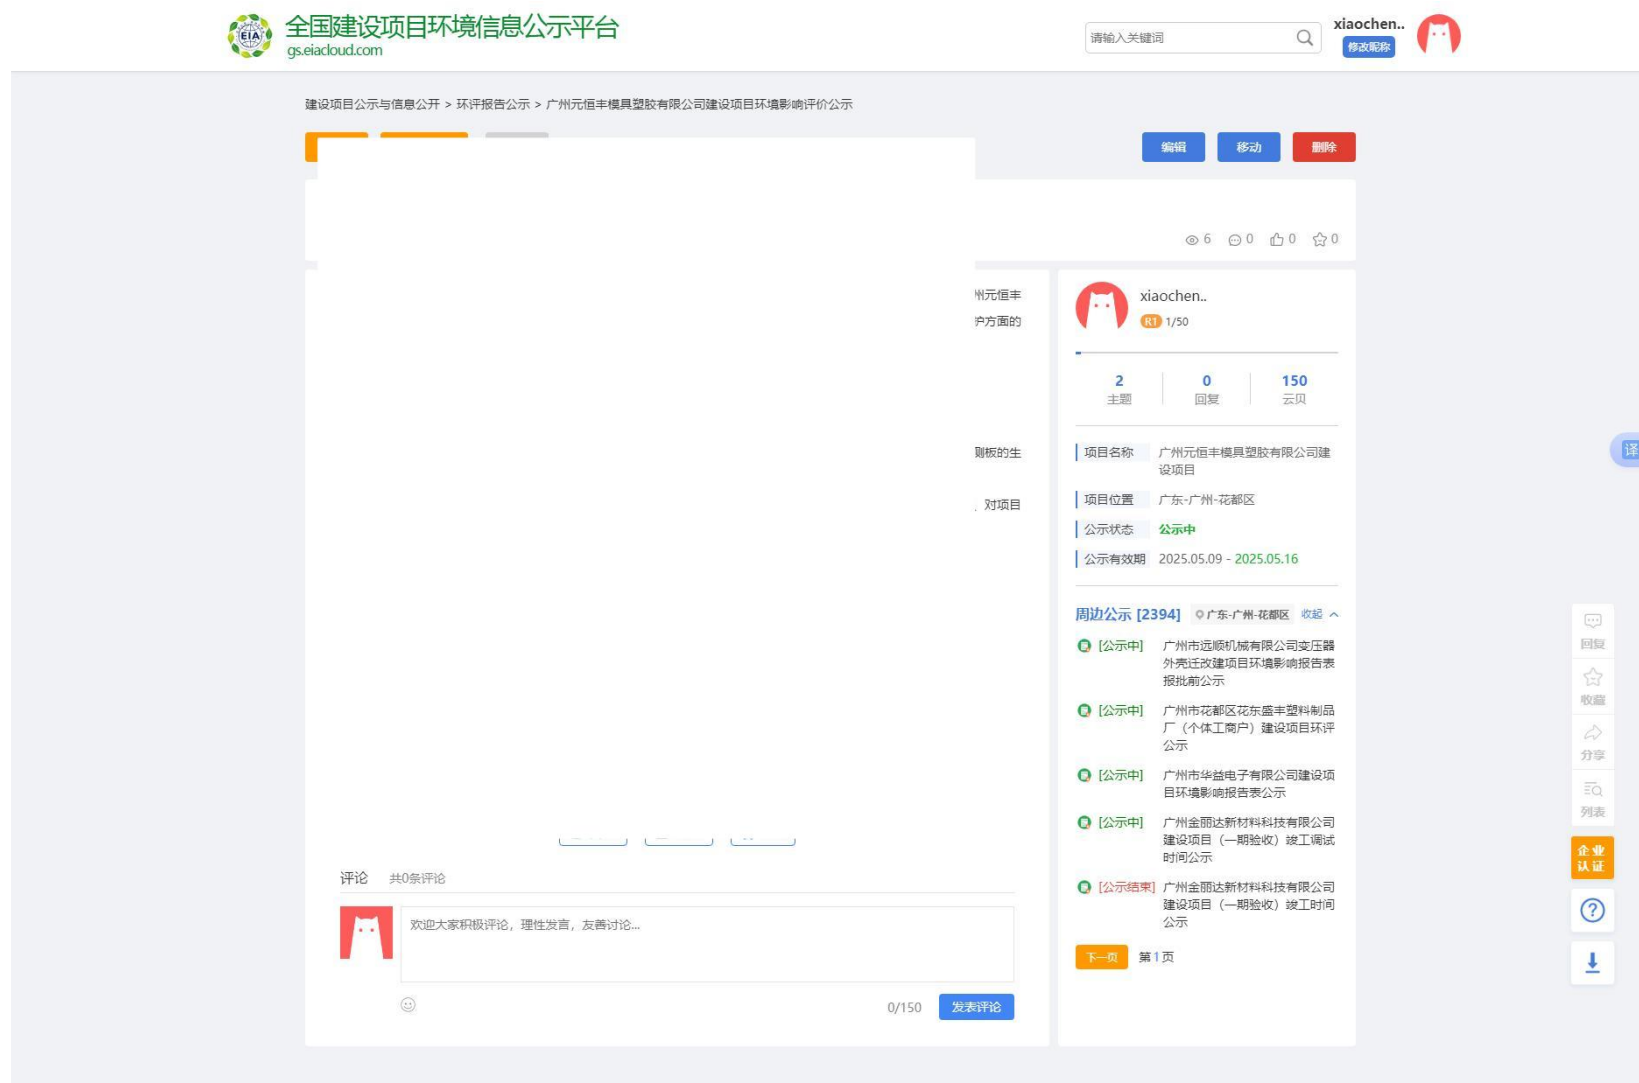 全国建设项目环境信息公示平台
gs.eiacloud.com
请输入关键词
xiaochen..
修改昵称
建设项目公示与信息公开 > 环评报告公示 > 广州元恒丰模具塑胶有限公司建设项目环境影响评价公示
编辑
移动
删除
6
0
0
0
州元恒丰
户方面的
测板的生
对项目
评论
共0条评论
欢迎大家积极评论，理性发言，友善讨论...
0/150
发表评论
xiaochen..
R1 1/50
2
0
150
主题
回复
云贝
项目名称 广州元恒丰模具塑胶有限公司建
设项目
项目位置 广东-广州-花都区
公示状态 公示中
公示有效期 2025.05.09 - 2025.05.16
周边公示 [2394] 广东-广州-花都区 收起
[公示中] 广州市远顺机械有限公司变压器
外壳迁改建项目环境影响报告表
报批前公示
[公示中] 广州市花都区花东盛丰塑料制品
厂（个体工商户）建设项目环评
公示
[公示中] 广州市华益电子有限公司建设项
目环境影响报告表公示
[公示中] 广州金丽达新材料科技有限公司
建设项目（一期验收）竣工调试
时间公示
[公示结束] 广州金丽达新材料科技有限公司
建设项目（一期验收）竣工时间
公示
下一页 第1页
译
回复
收藏
分享
列表
企业
认证